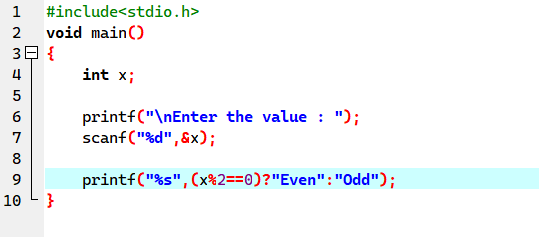 1 #include<stdio.h>
2 void main()
3 {
4     int x;
5
6     printf("\nEnter the value : ");
7     scanf("%d",&x);
8
9     printf("%s",(x%2==0)?"Even":"Odd");
10 }